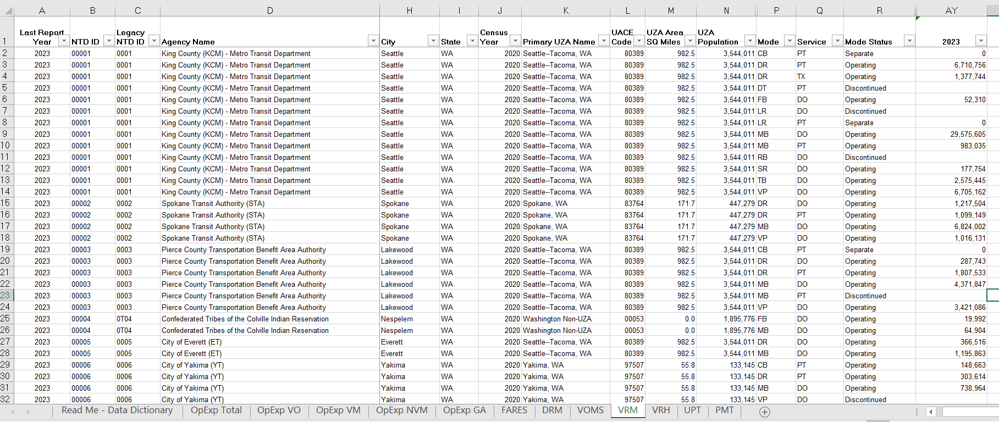 A B C D H I J K L M N P Q R AY
1 Last Report Year NTD ID Legacy NTD ID Agency Name City State Census Year Primary UZA Name UACE Code UZA Area SQ Miles UZA Population Mode Service Mode Status 2023
2 2023 00001 0001 King County (KCM) - Metro Transit Department Seattle WA 2020 Seattle--Tacoma, WA 80389 982.5 3,544,011 CB PT Separate 0
3 2023 00001 0001 King County (KCM) - Metro Transit Department Seattle WA 2020 Seattle--Tacoma, WA 80389 982.5 3,544,011 DR PT Operating 6,710,756
4 2023 00001 0001 King County (KCM) - Metro Transit Department Seattle WA 2020 Seattle--Tacoma, WA 80389 982.5 3,544,011 DR TX Operating 1,377,744
5 2023 00001 0001 King County (KCM) - Metro Transit Department Seattle WA 2020 Seattle--Tacoma, WA 80389 982.5 3,544,011 DT PT Discontinued
6 2023 00001 0001 King County (KCM) - Metro Transit Department Seattle WA 2020 Seattle--Tacoma, WA 80389 982.5 3,544,011 FB DO Operating 52,310
7 2023 00001 0001 King County (KCM) - Metro Transit Department Seattle WA 2020 Seattle--Tacoma, WA 80389 982.5 3,544,011 LR DO Discontinued
8 2023 00001 0001 King County (KCM) - Metro Transit Department Seattle WA 2020 Seattle--Tacoma, WA 80389 982.5 3,544,011 LR PT Separate 0
9 2023 00001 0001 King County (KCM) - Metro Transit Department Seattle WA 2020 Seattle--Tacoma, WA 80389 982.5 3,544,011 MB DO Operating 29,575,605
10 2023 00001 0001 King County (KCM) - Metro Transit Department Seattle WA 2020 Seattle--Tacoma, WA 80389 982.5 3,544,011 MB PT Operating 983,035
11 2023 00001 0001 King County (KCM) - Metro Transit Department Seattle WA 2020 Seattle--Tacoma, WA 80389 982.5 3,544,011 RB DO Discontinued
12 2023 00001 0001 King County (KCM) - Metro Transit Department Seattle WA 2020 Seattle--Tacoma, WA 80389 982.5 3,544,011 SR DO Operating 177,754
13 2023 00001 0001 King County (KCM) - Metro Transit Department Seattle WA 2020 Seattle--Tacoma, WA 80389 982.5 3,544,011 TB DO Operating 2,575,445
14 2023 00001 0001 King County (KCM) - Metro Transit Department Seattle WA 2020 Seattle--Tacoma, WA 80389 982.5 3,544,011 VP DO Operating 6,705,162
15 2023 00002 0002 Spokane Transit Authority (STA) Spokane WA 2020 Spokane, WA 83764 171.7 447,279 DR DO Operating 1,217,504
16 2023 00002 0002 Spokane Transit Authority (STA) Spokane WA 2020 Spokane, WA 83764 171.7 447,279 DR PT Operating 1,099,149
17 2023 00002 0002 Spokane Transit Authority (STA) Spokane WA 2020 Spokane, WA 83764 171.7 447,279 MB DO Operating 6,824,002
18 2023 00002 0002 Spokane Transit Authority (STA) Spokane WA 2020 Spokane, WA 83764 171.7 447,279 VP DO Operating 1,016,131
19 2023 00003 0003 Pierce County Transportation Benefit Area Authority Lakewood WA 2020 Seattle--Tacoma, WA 80389 982.5 3,544,011 CB PT Separate 0
20 2023 00003 0003 Pierce County Transportation Benefit Area Authority Lakewood WA 2020 Seattle--Tacoma, WA 80389 982.5 3,544,011 DR DO Operating 287,743
21 2023 00003 0003 Pierce County Transportation Benefit Area Authority Lakewood WA 2020 Seattle--Tacoma, WA 80389 982.5 3,544,011 DR PT Operating 1,807,533
22 2023 00003 0003 Pierce County Transportation Benefit Area Authority Lakewood WA 2020 Seattle--Tacoma, WA 80389 982.5 3,544,011 MB DO Operating 4,371,847
23 2023 00003 0003 Pierce County Transportation Benefit Area Authority Lakewood WA 2020 Seattle--Tacoma, WA 80389 982.5 3,544,011 MB PT Discontinued
24 2023 00003 0003 Pierce County Transportation Benefit Area Authority Lakewood WA 2020 Seattle--Tacoma, WA 80389 982.5 3,544,011 VP DO Operating 3,421,086
25 2023 00004 0T04 Confederated Tribes of the Colville Indian Reservation Nespelem WA 2020 Washington Non-UZA 00053 0.0 1,895,776 FB DO Operating 19,992
26 2023 00004 0T04 Confederated Tribes of the Colville Indian Reservation Nespelem WA 2020 Washington Non-UZA 00053 0.0 1,895,776 MB DO Operating 64,904
27 2023 00005 0005 City of Everett (ET) Everett WA 2020 Seattle--Tacoma, WA 80389 982.5 3,544,011 DR DO Operating 366,516
28 2023 00005 0005 City of Everett (ET) Everett WA 2020 Seattle--Tacoma, WA 80389 982.5 3,544,011 MB DO Operating 1,195,863
29 2023 00006 0006 City of Yakima (YT) Yakima WA 2020 Yakima, WA 97507 55.8 133,145 CB PT Operating 148,663
30 2023 00006 0006 City of Yakima (YT) Yakima WA 2020 Yakima, WA 97507 55.8 133,145 DR PT Operating 303,614
31 2023 00006 0006 City of Yakima (YT) Yakima WA 2020 Yakima, WA 97507 55.8 133,145 MB DO Operating 738,964
32 2023 00006 0006 City of Yakima (YT) Yakima WA 2020 Yakima, WA 97507 55.8 133,145 VP DO Discontinued
Read Me - Data Dictionary OpExp Total OpExp VO OpExp VM OpExp NVM OpExp GA FARES DRM VOMS VRM VRH UPT PMT